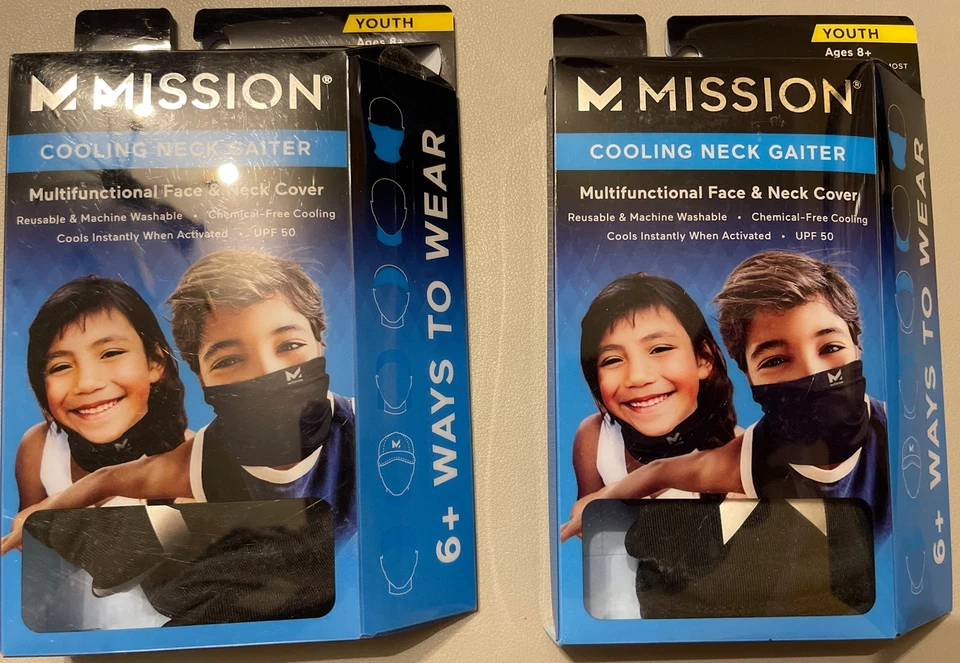 YOUTH
Ages 8+
MISSION®
COOLING NECK GAITER
Multifunctional Face & Neck Cover
Reusable & Machine Washable • Chemical-Free Cooling
Cools Instantly When Activated • UPF 50
6+ WAYS TO WEAR
YOUTH
Ages 8+
MOST
MISSION®
COOLING NECK GAITER
Multifunctional Face & Neck Cover
Reusable & Machine Washable • Chemical-Free Cooling
Cools Instantly When Activated • UPF 50
6+ WAYS TO WEAR